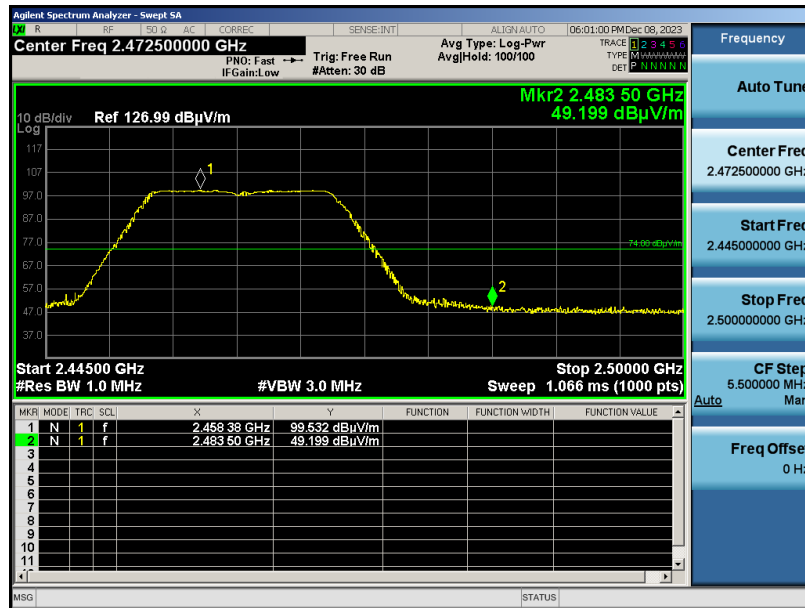 Agilent Spectrum Analyzer - Swept SA
LXI R RF 50 Ω AC CORREC SENSE:INT ALIGN AUTO 06:01:00 PM Dec 08, 2023
Center Freq 2.472500000 GHz
PNO: Fast
IFGain:Low
Trig: Free Run
#Atten: 30 dB
Avg Type: Log-Pwr
Avg|Hold: 100/100
TRACE 1 2 3 4 5 6
TYPE M W W W W W
DET P N N N N N
Mkr2 2.483 50 GHz
49.199 dBµV/m
10 dB/div Ref 126.99 dBµV/m
Log
117
107
97.0
87.0
77.0
67.0
57.0
47.0
37.0
1
74.00 dBµV/m
2
Start 2.44500 GHz Stop 2.50000 GHz
#Res BW 1.0 MHz #VBW 3.0 MHz Sweep 1.066 ms (1000 pts)
MKR MODE TRC SCL X Y FUNCTION FUNCTION WIDTH FUNCTION VALUE
1 N 1 f 2.458 38 GHz 99.532 dBµV/m
2 N 1 f 2.483 50 GHz 49.199 dBµV/m
3
4
5
6
7
8
9
10
11
MSG STATUS
Frequency
Auto Tune
Center Freq
2.472500000 GHz
Start Freq
2.445000000 GHz
Stop Freq
2.500000000 GHz
CF Step
5.500000 MHz
Auto Man
Freq Offset
0 Hz